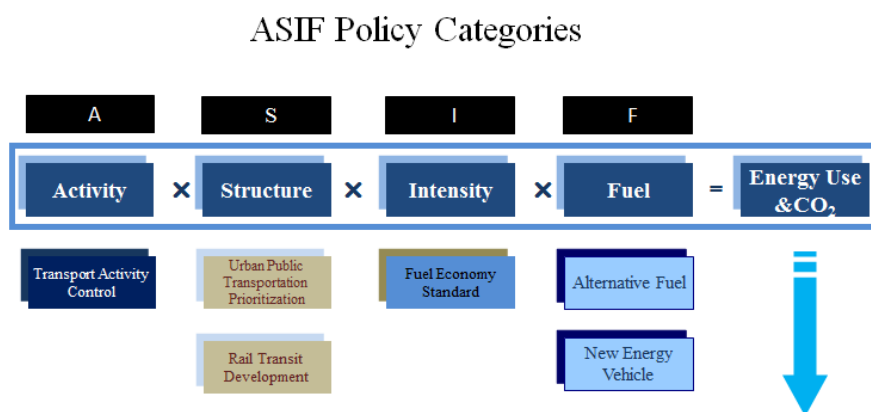 ASIF Policy Categories
A S I F
Activity × Structure × Intensity × Fuel = Energy Use
&CO₂
Transport Activity
Control
Urban Public
Transportation
Prioritization
Fuel Economy
Standard
Alternative Fuel
Rail Transit
Development
New Energy
Vehicle